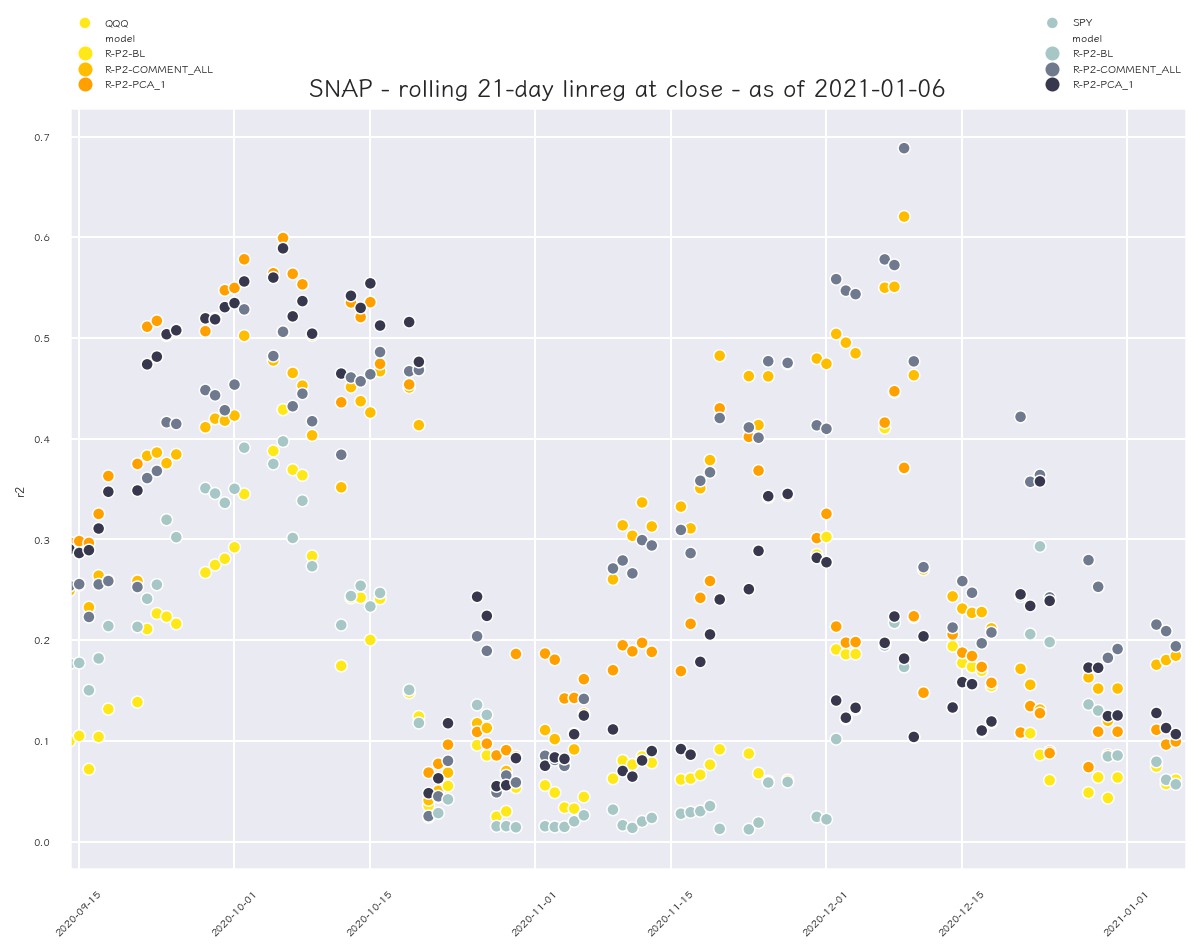 QQQ
model
R-P2-BL
R-P2-COMMENT_ALL
R-P2-PCA_1
SPY
model
R-P2-BL
R-P2-COMMENT_ALL
R-P2-PCA_1
SNAP - rolling 21-day linreg at close - as of 2021-01-06
0.7
0.6
0.5
0.4
0.3
0.2
0.1
0.0
r2
2020-09-15
2020-10-01
2020-10-15
2020-11-01
2020-11-15
2020-12-01
2020-12-15
2021-01-01